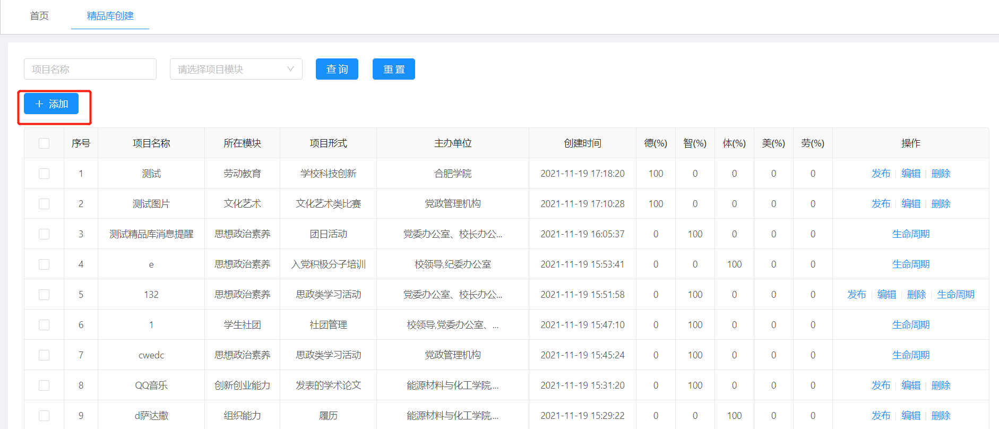 首页 精品库创建
项目名称 请选择项目模块 查询 重置
+ 添加
序号 项目名称 所在模块 项目形式 主办单位 创建时间 德(%) 智(%) 体(%) 美(%) 劳(%) 操作
1 测试 劳动教育 学校科技创新 合肥学院 2021-11-19 17:18:20 100 0 0 0 0 发布 | 编辑 | 删除
2 测试图片 文化艺术 文化艺术类比赛 党政管理机构 2021-11-19 17:10:28 100 0 0 0 0 发布 | 编辑 | 删除
3 测试精品库消息提醒 思想政治素养 团日活动 党委办公室、校长办公... 2021-11-19 16:05:37 0 100 0 0 0 生命周期
4 e 思想政治素养 入党积极分子培训 校领导,纪委办公室 2021-11-19 15:53:41 0 0 100 0 0 生命周期
5 132 思想政治素养 思政类学习活动 党委办公室、校长办公... 2021-11-19 15:51:58 0 100 0 0 0 发布 | 编辑 | 删除 | 生命周期
6 1 学生社团 社团管理 校领导,党委办公室、... 2021-11-19 15:47:10 0 100 0 0 0 生命周期
7 cwedc 思想政治素养 思政类学习活动 党政管理机构 2021-11-19 15:45:24 0 100 0 0 0 生命周期
8 QQ音乐 创新创业能力 发表的学术论文 能源材料与化工学院,... 2021-11-19 15:31:20 0 100 0 0 0 发布 | 编辑 | 删除
9 d萨达撒 组织能力 履历 能源材料与化工学院,... 2021-11-19 15:29:22 0 0 100 0 0 发布 | 编辑 | 删除